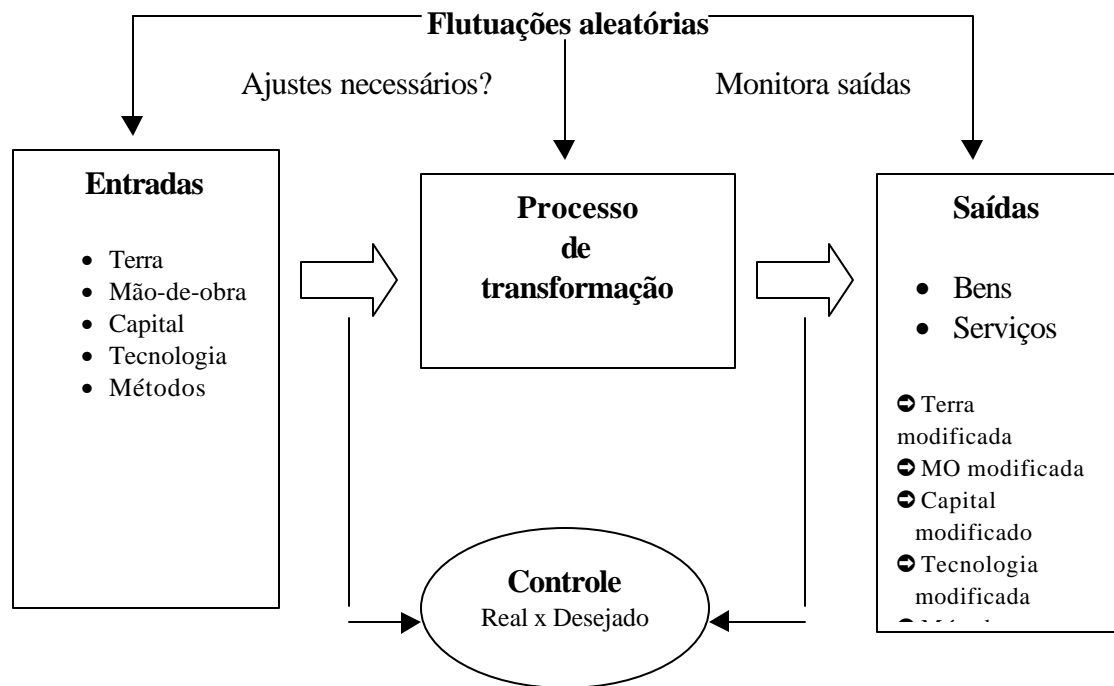 Flutuações aleatórias
Ajustes necessários?
Monitora saídas
Entradas
• Terra
• Mão-de-obra
• Capital
• Tecnologia
• Métodos
Processo
de
transformação
Saídas
• Bens
• Serviços
➲ Terra
modificada
➲ MO modificada
➲ Capital
modificado
➲ Tecnologia
modificada
Controle
Real x Desejado